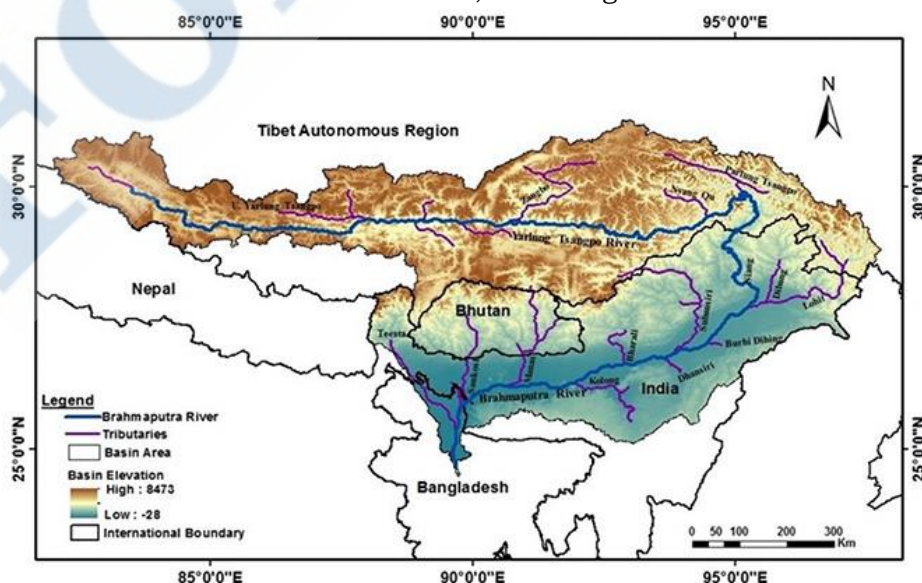 85°0'0"E 90°0'0"E 95°0'0"E
N
Tibet Autonomous Region
30°0'0"N 30°0'0"N
Parlung Tsangpo
Nyang Qu
U. Yarlung Tsangpo
Yarlung Tsangpo River
Siang
Nepal
Bhutan
Dibang
Lohit
Subansiri
Teesta
Bharali
Burhi Dihing
Sankosh
Manas
Dhansiri
Kolong
India
Brahmaputra River
Legend
Brahmaputra River
Tributaries
Basin Area
Basin Elevation
High : 8473
Low : -28
International Boundary
25°0'0"N 25°0'0"N
Bangladesh
0 50 100 200 300
Km
85°0'0"E 90°0'0"E 95°0'0"E